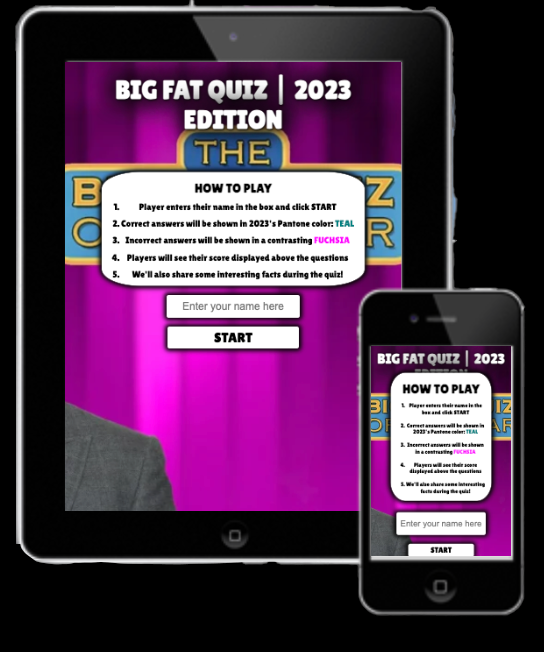 BIG FAT QUIZ | 2023
EDITION
THE
HOW TO PLAY
1. Player enters their name in the box and click START
2. Correct answers will be shown in 2023's Pantone color: TEAL
3. Incorrect answers will be shown in a contrasting FUCHSIA
4. Players will see their score displayed above the questions
5. We'll also share some interesting facts during the quiz!
Enter your name here
START
BIG FAT QUIZ | 2023
EDITION
HOW TO PLAY
1. Player enters their name in the
box and click START
2. Correct answers will be shown in
2023's Pantone color: TEAL
3. Incorrect answers will be shown
in a contrasting FUCHSIA
4. Players will see their score
displayed above the questions
5. We'll also share some interesting
facts during the quiz!
Enter your name here
START